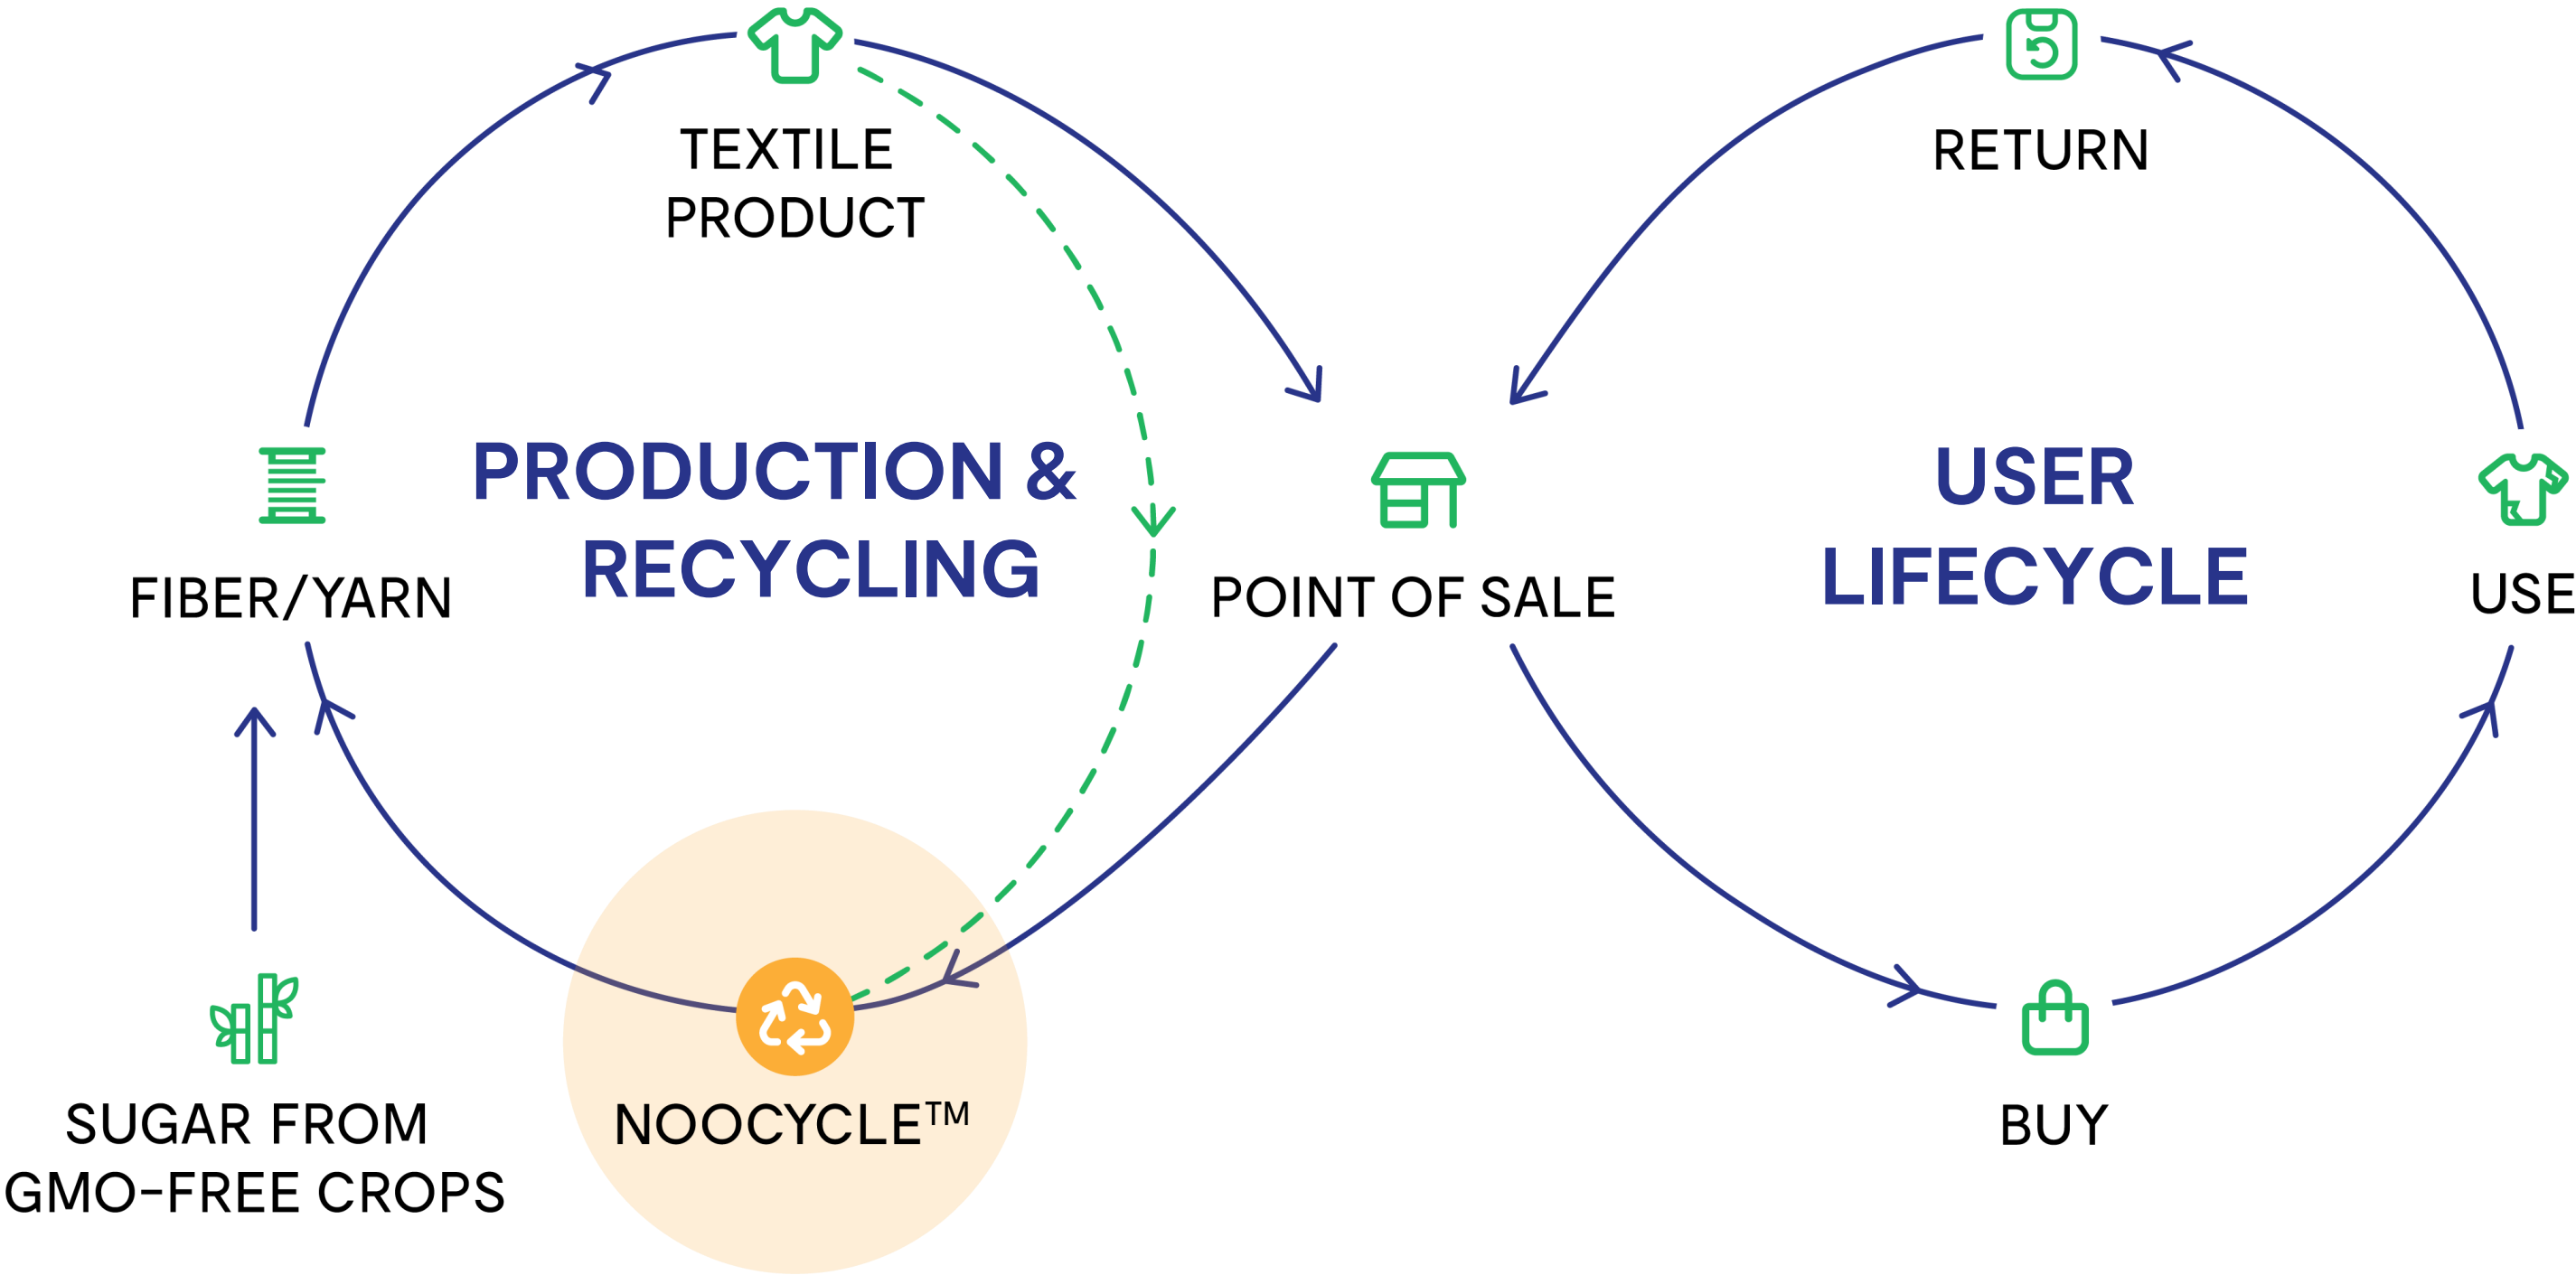 TEXTILE
PRODUCT
RETURN
PRODUCTION &
RECYCLING
USER
LIFECYCLE
FIBER/YARN
POINT OF SALE
USE
SUGAR FROM
GMO-FREE CROPS
NOOCYCLE™
BUY